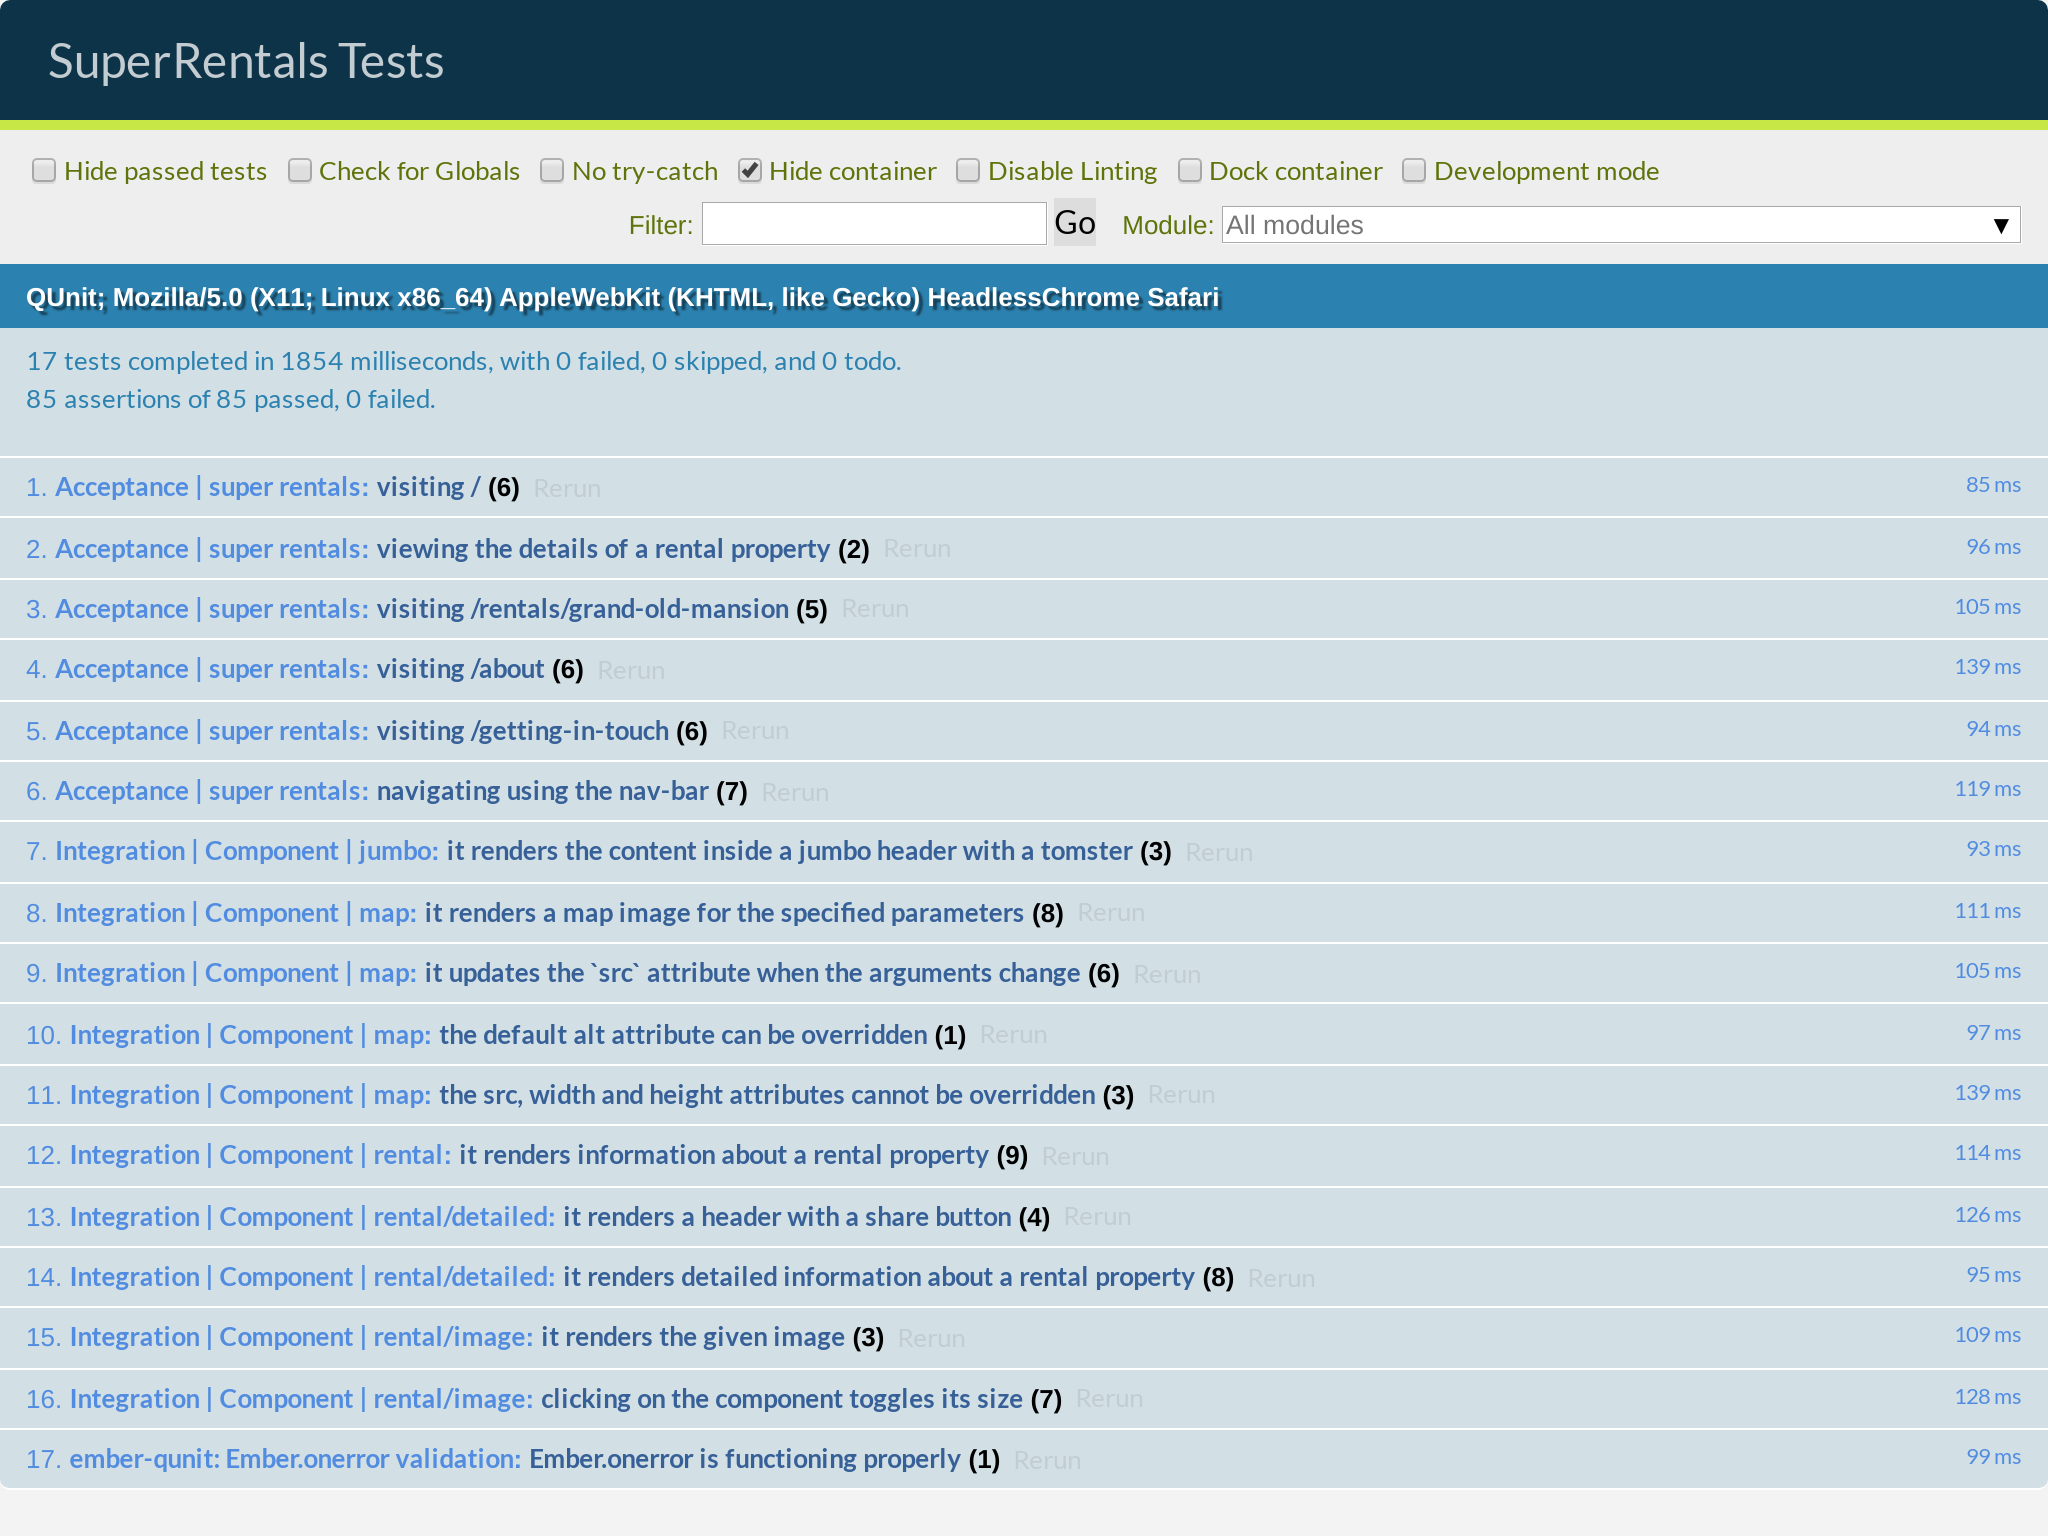 SuperRentals Tests
Hide passed tests Check for Globals No try-catch Hide container Disable Linting Dock container Development mode
Filter: Go Module: All modules ▼
QUnit; Mozilla/5.0 (X11; Linux x86_64) AppleWebKit (KHTML, like Gecko) HeadlessChrome Safari
17 tests completed in 1854 milliseconds, with 0 failed, 0 skipped, and 0 todo.
85 assertions of 85 passed, 0 failed.
1. Acceptance | super rentals: visiting / (6) Rerun 85 ms
2. Acceptance | super rentals: viewing the details of a rental property (2) Rerun 96 ms
3. Acceptance | super rentals: visiting /rentals/grand-old-mansion (5) Rerun 105 ms
4. Acceptance | super rentals: visiting /about (6) Rerun 139 ms
5. Acceptance | super rentals: visiting /getting-in-touch (6) Rerun 94 ms
6. Acceptance | super rentals: navigating using the nav-bar (7) Rerun 119 ms
7. Integration | Component | jumbo: it renders the content inside a jumbo header with a tomster (3) Rerun 93 ms
8. Integration | Component | map: it renders a map image for the specified parameters (8) Rerun 111 ms
9. Integration | Component | map: it updates the `src` attribute when the arguments change (6) Rerun 105 ms
10. Integration | Component | map: the default alt attribute can be overridden (1) Rerun 97 ms
11. Integration | Component | map: the src, width and height attributes cannot be overridden (3) Rerun 139 ms
12. Integration | Component | rental: it renders information about a rental property (9) Rerun 114 ms
13. Integration | Component | rental/detailed: it renders a header with a share button (4) Rerun 126 ms
14. Integration | Component | rental/detailed: it renders detailed information about a rental property (8) Rerun 95 ms
15. Integration | Component | rental/image: it renders the given image (3) Rerun 109 ms
16. Integration | Component | rental/image: clicking on the component toggles its size (7) Rerun 128 ms
17. ember-qunit: Ember.onerror validation: Ember.onerror is functioning properly (1) Rerun 99 ms